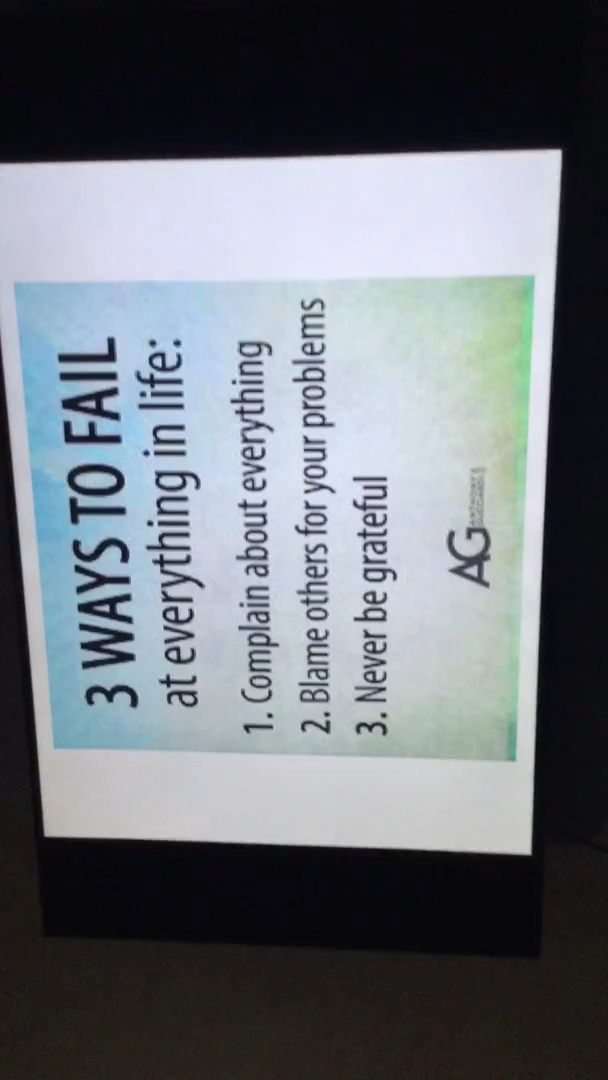 3 WAYS TO FAIL
at everything in life:
1. Complain about everything
2. Blame others for your problems
3. Never be grateful
AG